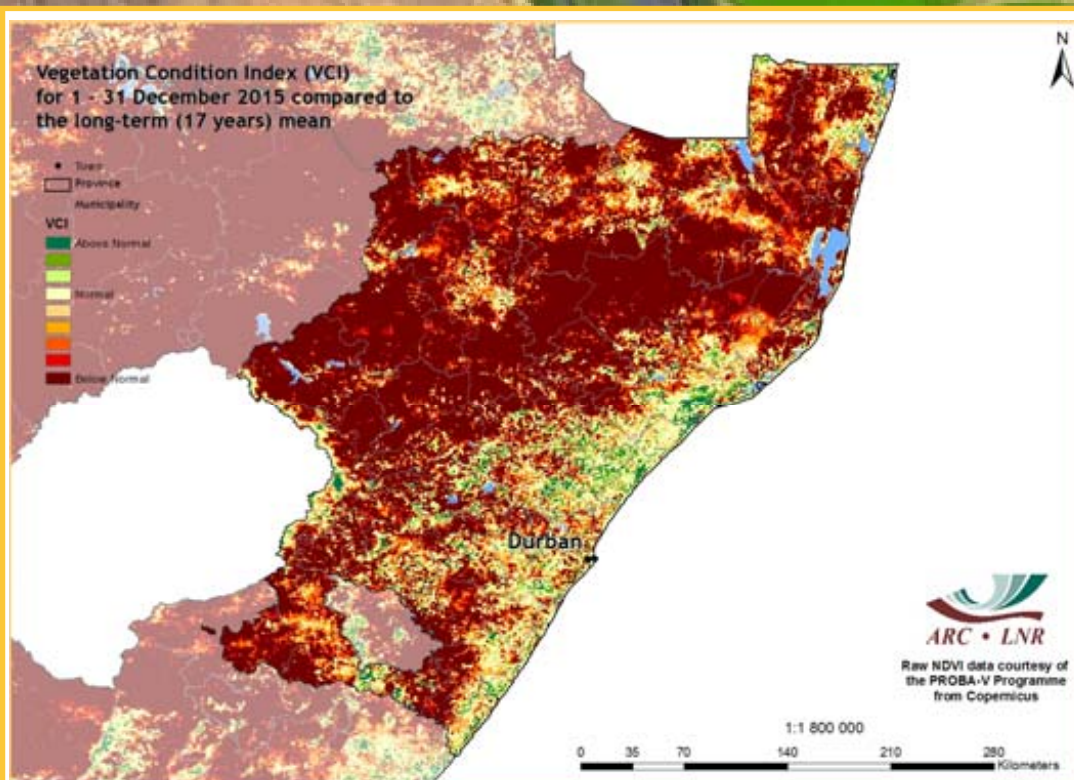 Vegetation Condition Index (VCI)
for 1 - 31 December 2015 compared to
the long-term (17 years) mean
N
Town
Province
Municipality
VCI
Above Normal
Normal
Below Normal
Durban
ARC • LNR
Raw NDVI data courtesy of
the PROBA-V Programme
from Copernicus
1:1 800 000
0 35 70 140 210 280
Kilometers